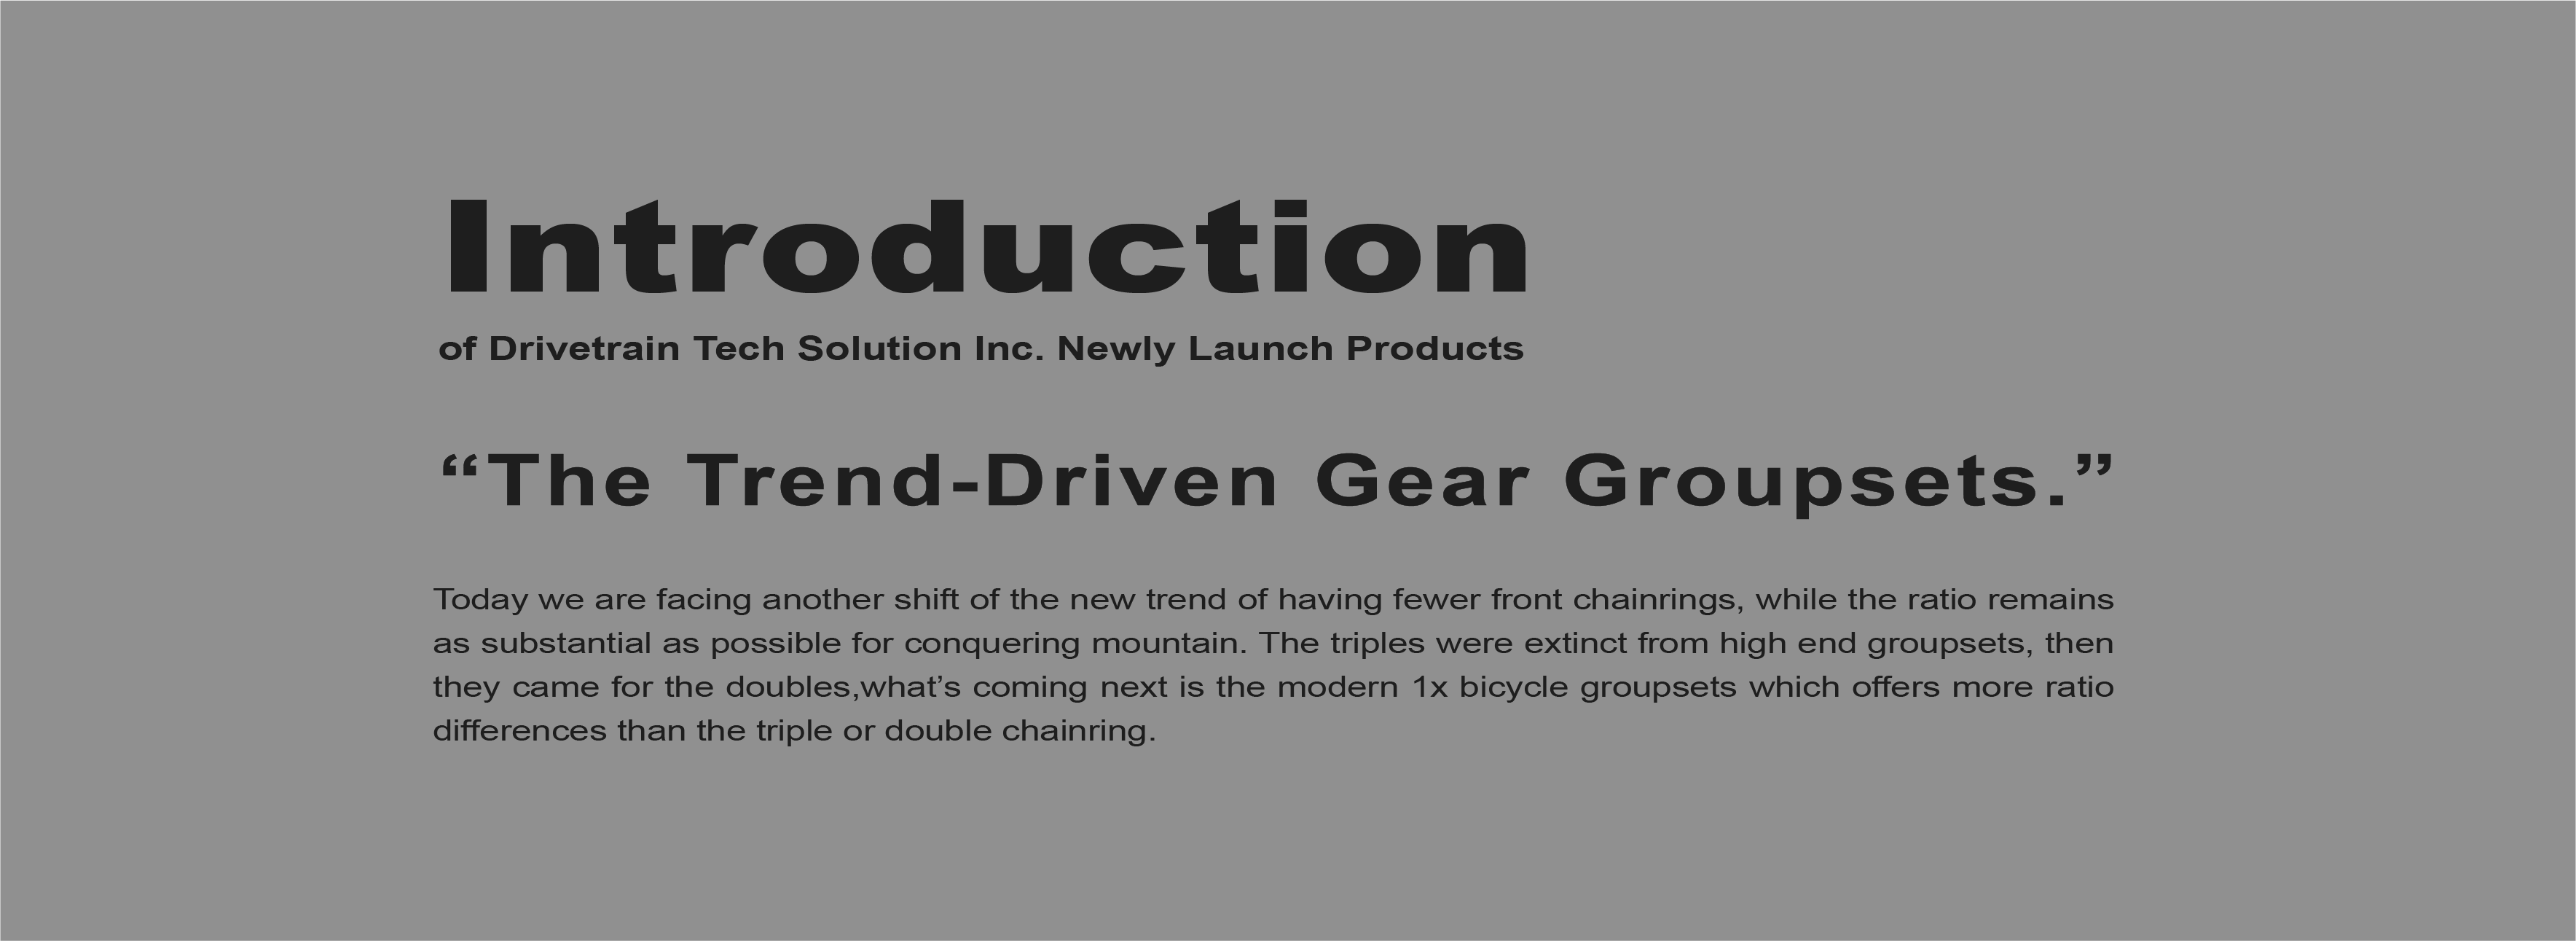 Introduction
of Drivetrain Tech Solution Inc. Newly Launch Products
“The Trend-Driven Gear Groupsets.”
Today we are facing another shift of the new trend of having fewer front chainrings, while the ratio remains
as substantial as possible for conquering mountain. The triples were extinct from high end groupsets, then
they came for the doubles,what’s coming next is the modern 1x bicycle groupsets which offers more ratio
differences than the triple or double chainring.